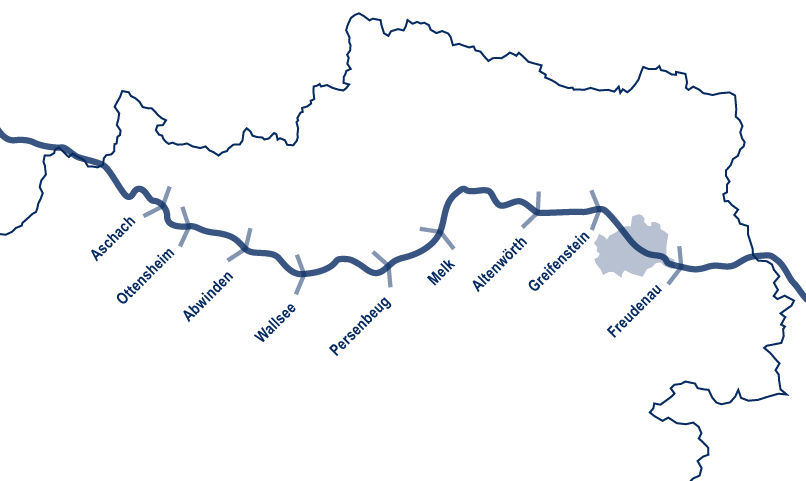 Aschach
Ottensheim
Abwinden
Wallsee
Persenbeug
Melk
Altenwörth
Greifenstein
Freudenau